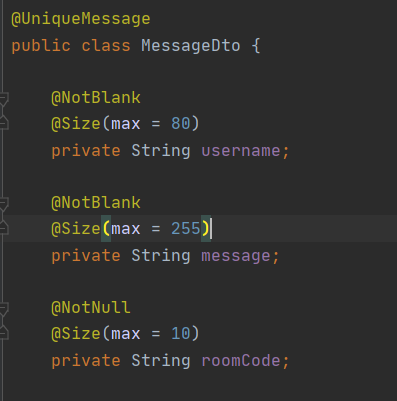 @UniqueMessage
public class MessageDto {
@NotBlank
@Size(max = 80)
private String username;
@NotBlank
@Size(max = 255)
private String message;
@NotNull
@Size(max = 10)
private String roomCode;